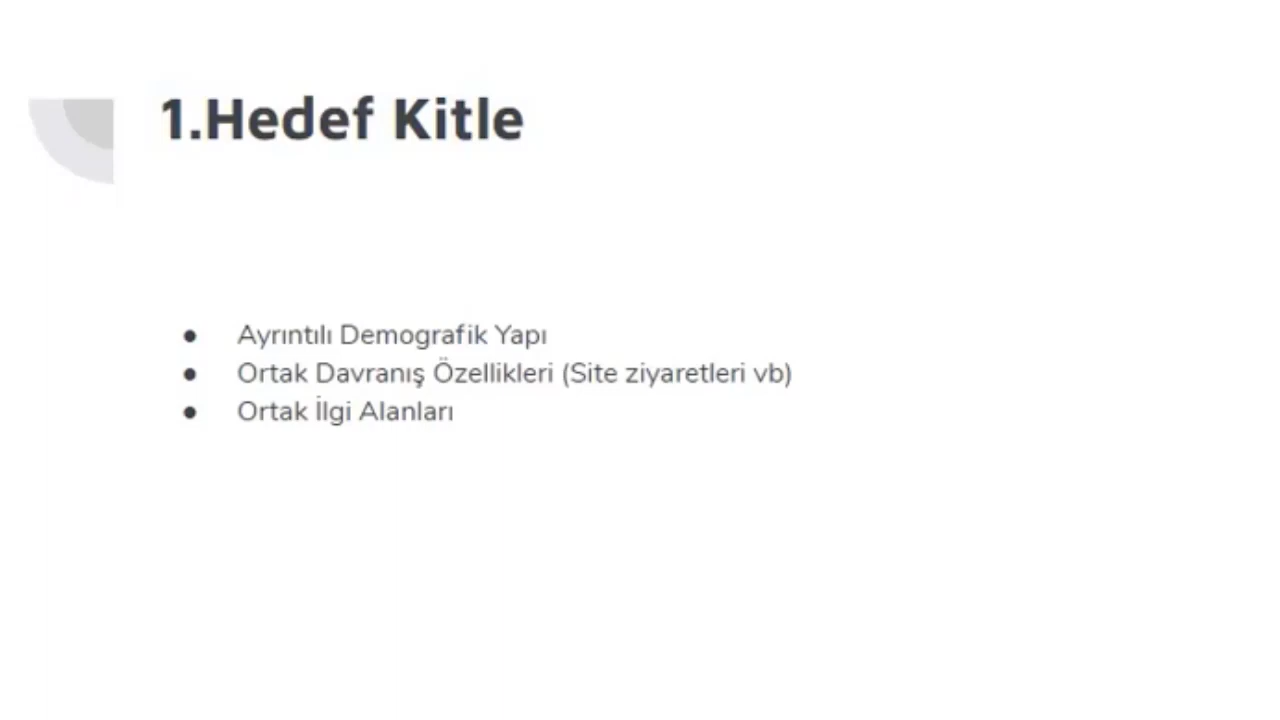 1.Hedef Kitle
● Ayrıntılı Demografik Yapı
● Ortak Davranış Özellikleri (Site ziyaretleri vb)
● Ortak İlgi Alanları